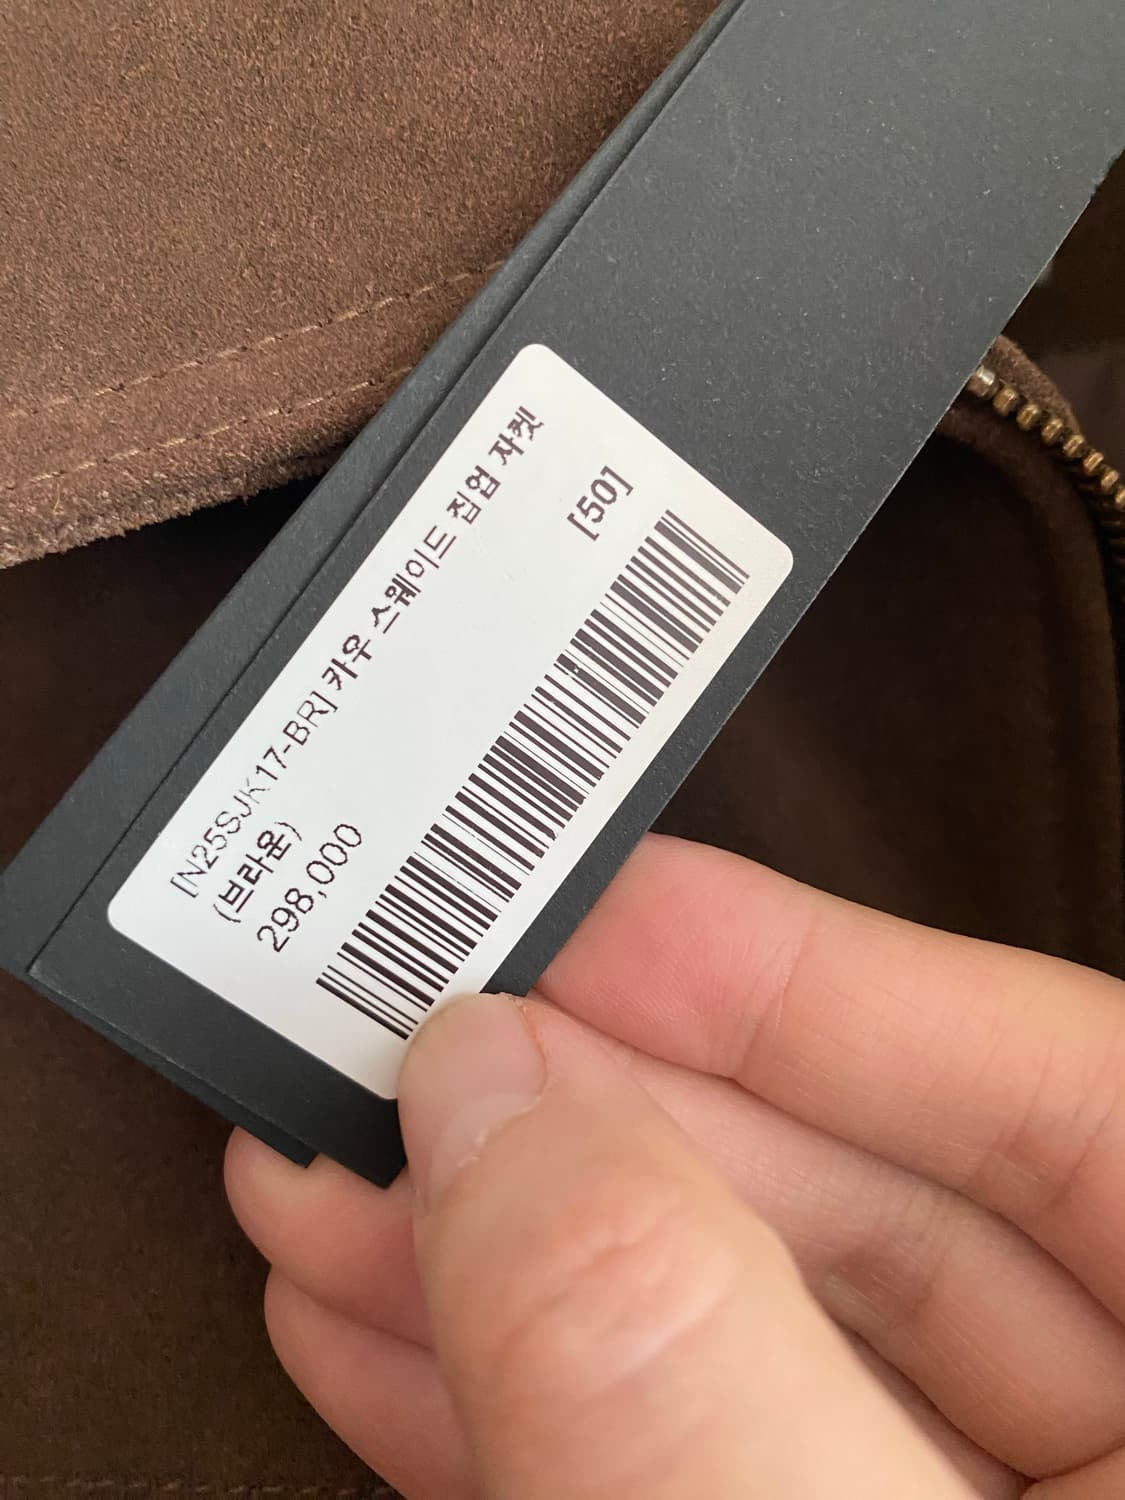 [N25SJK17-BR] 카우 스웨이드 집업 자켓
(브라운)
298,000
[50]